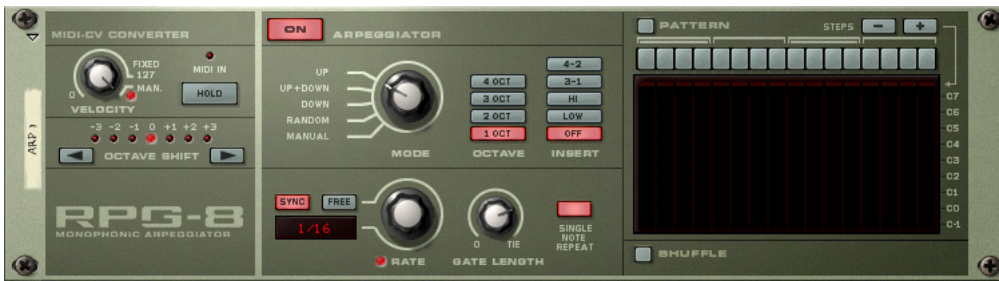 MIDI-CV CONVERTER
FIXED
127
MAN.
0
VELOCITY
MIDI IN
HOLD
-3 -2 -1 0 +1 +2 +3
OCTAVE SHIFT
ARP 1
RPG-8
MONOPHONIC ARPEGGIATOR
ON
ARPEGGIATOR
UP
UP+DOWN
DOWN
RANDOM
MANUAL
MODE
4 OCT
3 OCT
2 OCT
1 OCT
OCTAVE
4-2
3-1
HI
LOW
OFF
INSERT
SYNC
FREE
1/16
RATE
0
TIE
GATE LENGTH
SINGLE
NOTE
REPEAT
PATTERN
STEPS
-
+
C7
C6
C5
C4
C3
C2
C1
C0
C-1
SHUFFLE